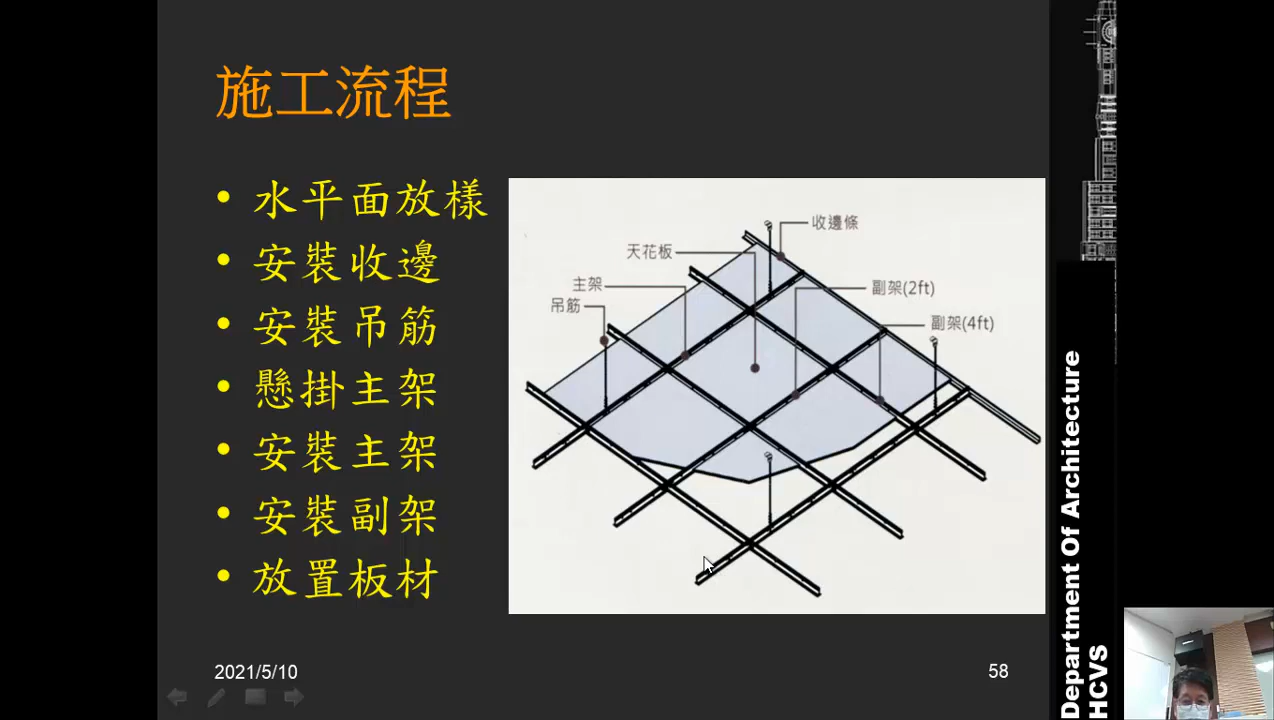 施工流程
• 水平面放樣
• 安裝收邊
• 安裝吊筋
• 懸掛主架
• 安裝主架
• 安裝副架
• 放置板材
收邊條
天花板
主架
副架(2ft)
吊筋
副架(4ft)
Department Of Architecture
HCVS
2021/5/10
58